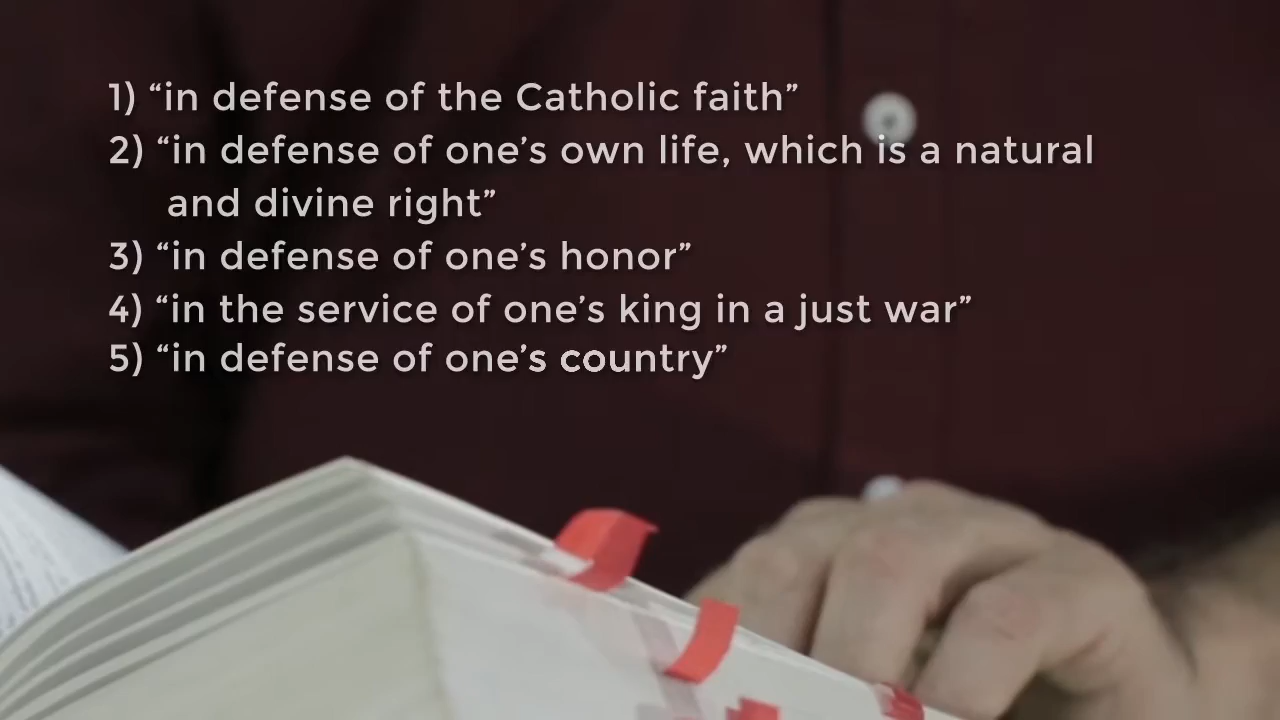 1) “in defense of the Catholic faith”
2) “in defense of one’s own life, which is a natural
and divine right”
3) “in defense of one’s honor”
4) “in the service of one’s king in a just war”
5) “in defense of one’s country”